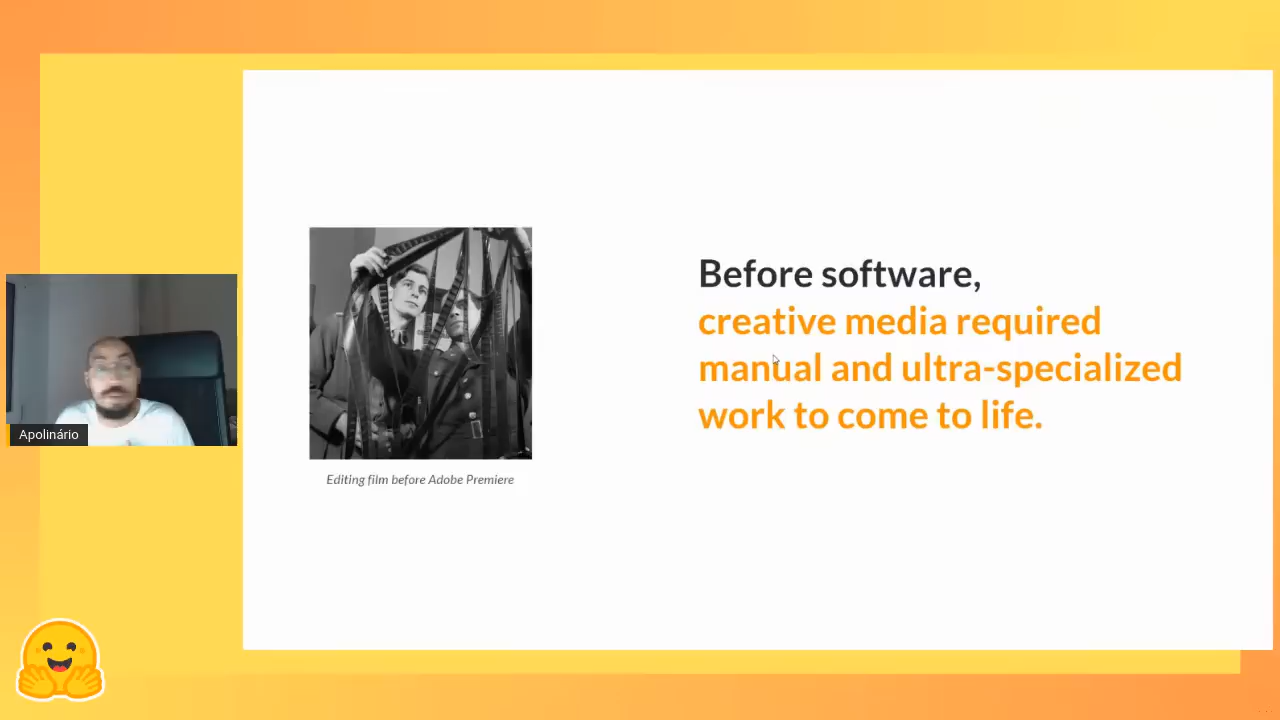 Before software,
creative media required
manual and ultra-specialized
work to come to life.
Editing film before Adobe Premiere
Apolinário